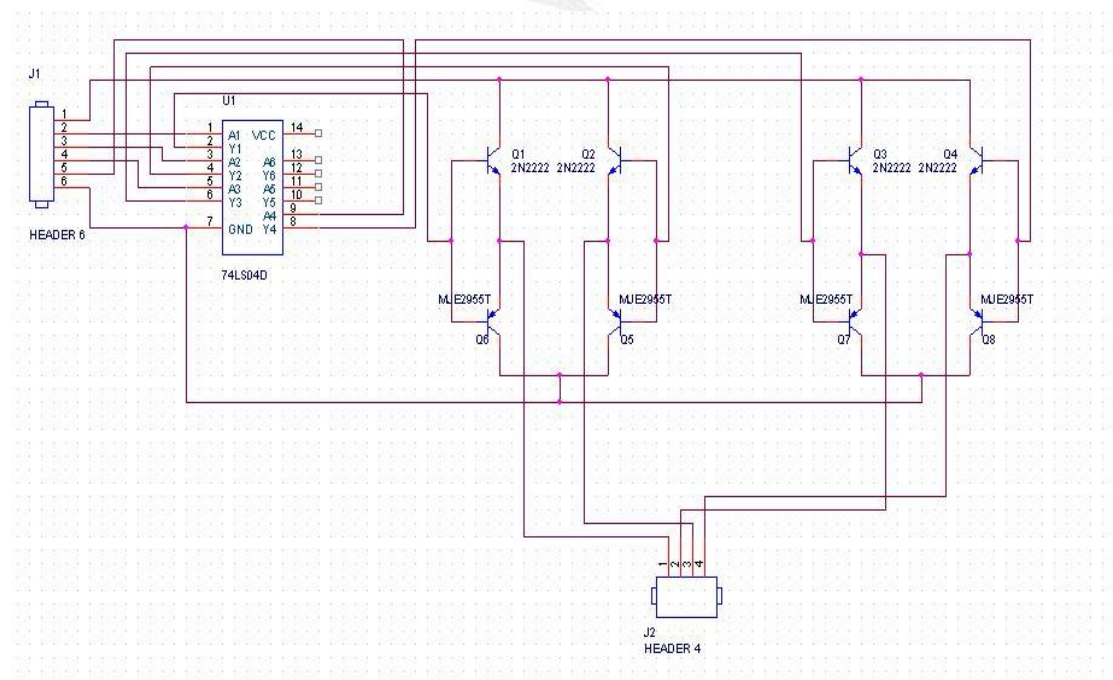 J1
1
2
3
4
5
6
HEADER 6
U1
1 A1 VCC 14
2 Y1
3 A2 A6 13
4 Y2 Y6 12
5 A3 A5 11
6 Y3 Y5 10
A4 9
7 GND Y4 8
74LS04D
Q1 Q2
2N2222 2N2222
Q3 Q4
2N2222 2N2222
MJE2955T
Q6
MJE2955T
Q5
MJE2955T
Q7
MJE2955T
Q8
1 2 3 4
J2
HEADER 4